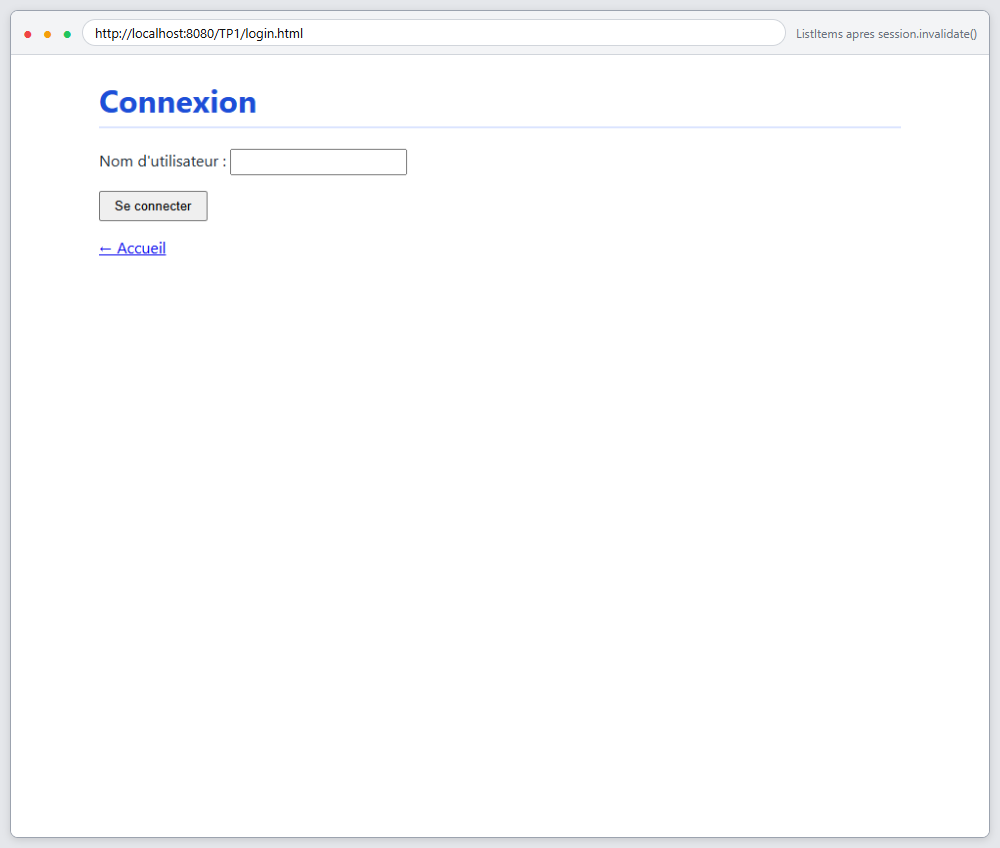 http://localhost:8080/TP1/login.html
ListItems apres session.invalidate()
Connexion
Nom d'utilisateur :
Se connecter
← Accueil